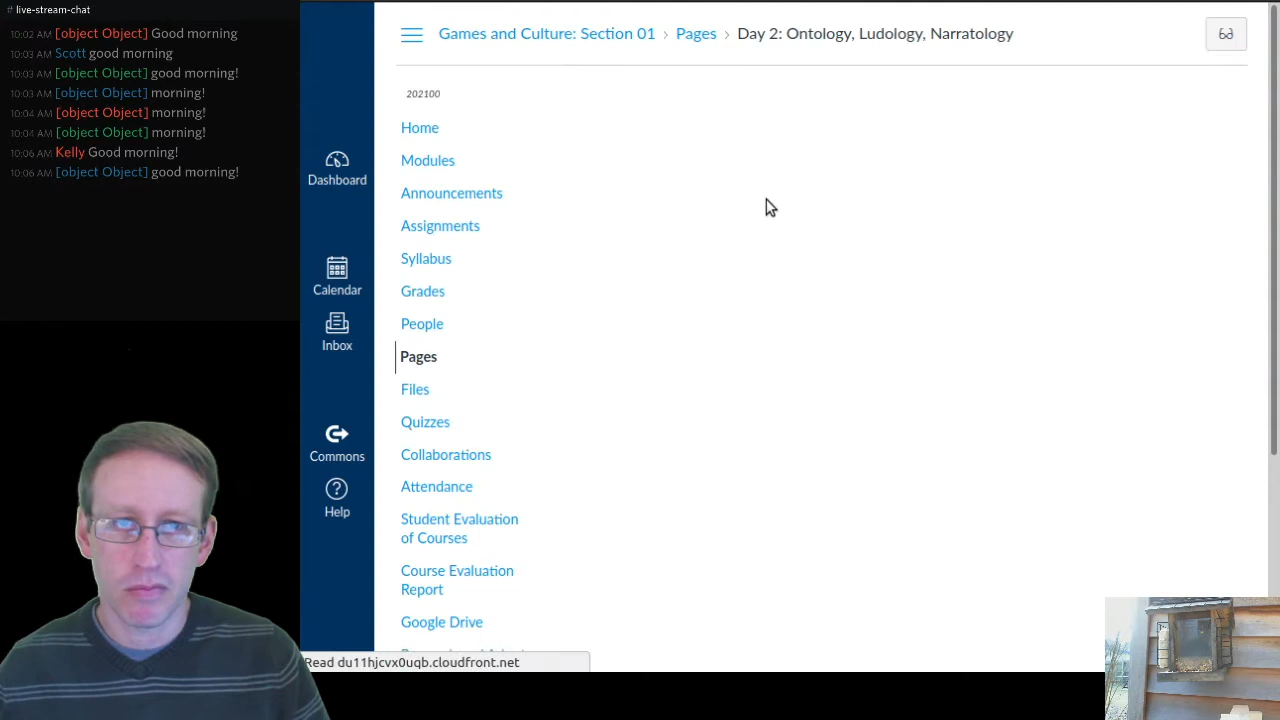 # live-stream-chat
10:02 AM [object Object] Good morning
10:03 AM Scott good morning
10:03 AM [object Object] good morning!
10:03 AM [object Object] morning!
10:04 AM [object Object] morning!
10:04 AM [object Object] morning!
10:06 AM Kelly Good morning!
10:06 AM [object Object] good morning!
Games and Culture: Section 01 › Pages › Day 2: Ontology, Ludology, Narratology
202100
Home
Modules
Announcements
Assignments
Syllabus
Grades
People
Pages
Files
Quizzes
Collaborations
Attendance
Student Evaluation
of Courses
Course Evaluation
Report
Google Drive
Dashboard
Calendar
Inbox
Commons
Help
Read du11hjcvx0uqb.cloudfront.net